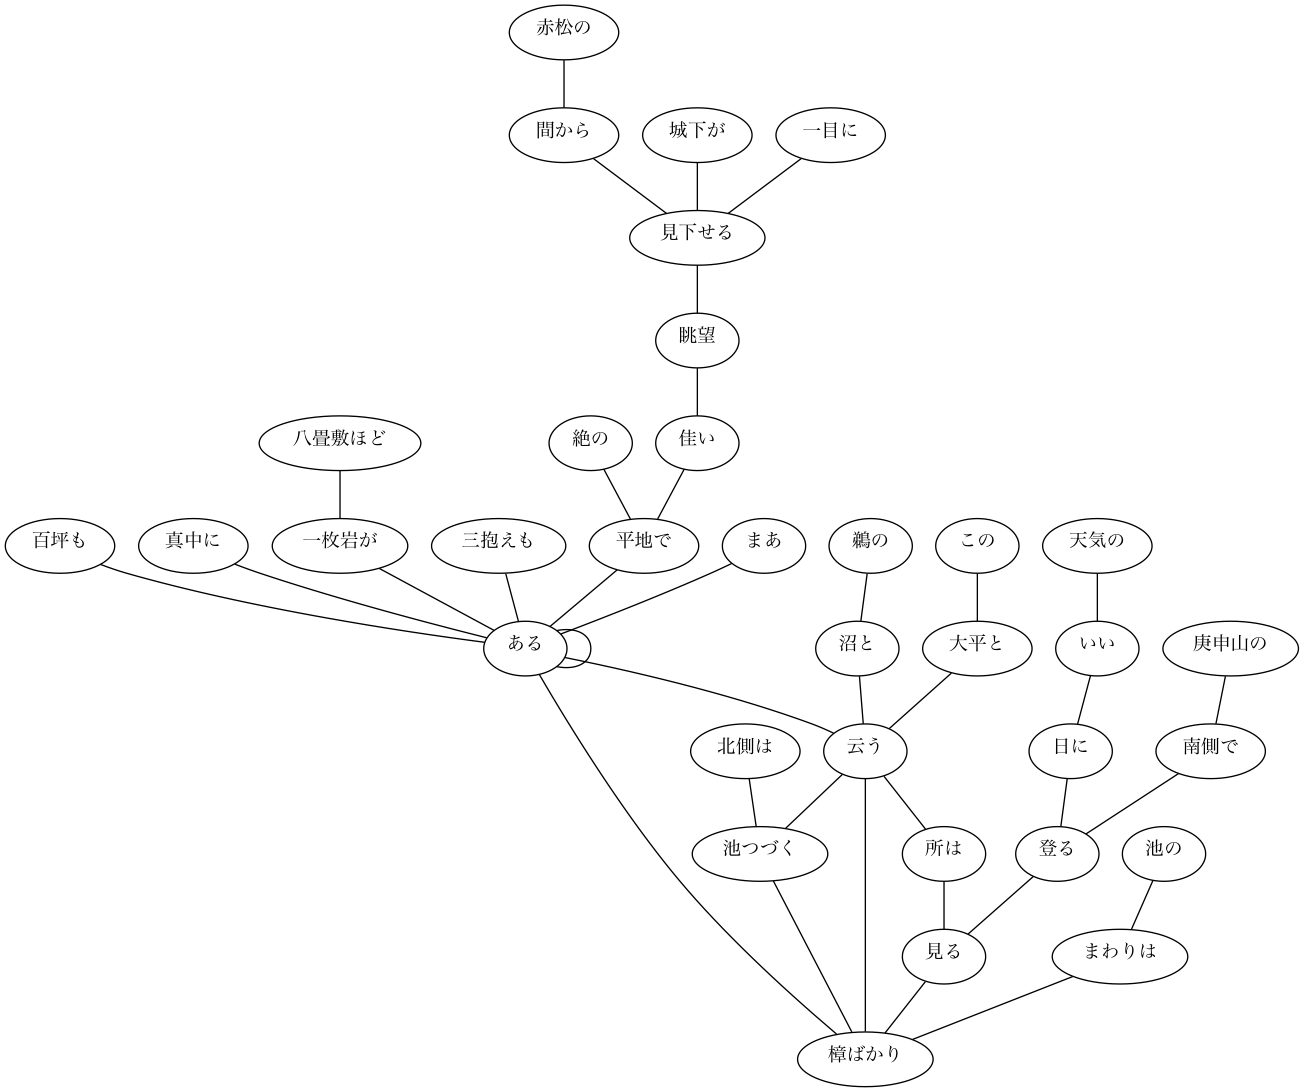 赤松の
間から 城下が 一目に
見下せる
眺望
八畳敷ほど 絶の 佳い
百坪も 真中に 一枚岩が 三抱えも 平地で まあ 鵜の この 天気の
ある 沼と 大平と いい 庚申山の
北側は 云う 日に 南側で
池つづく 所は 登る 池の
見る まわりは
樟ばかり